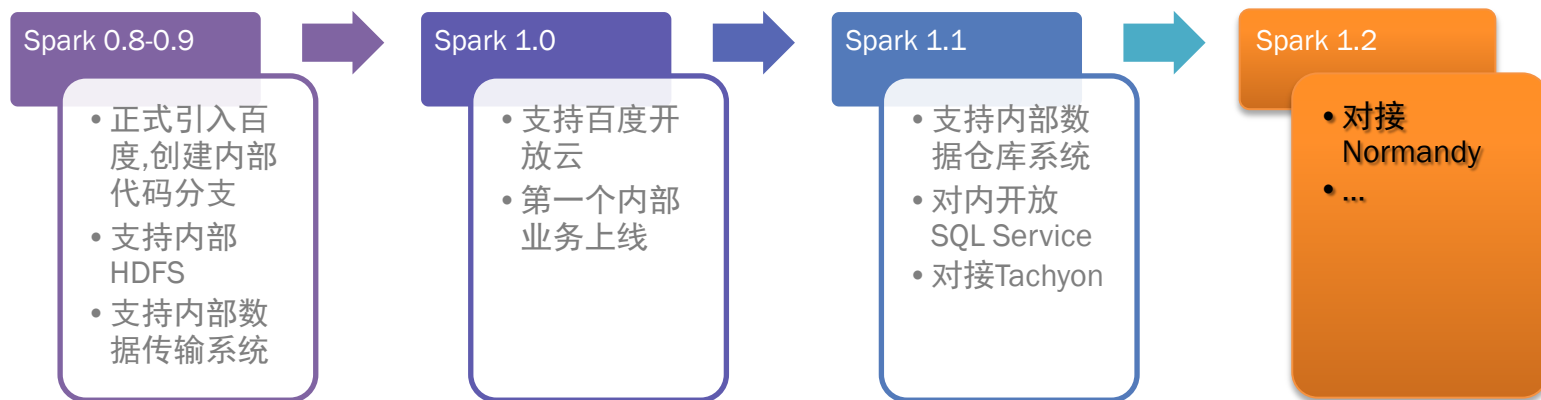 Spark 0.8-0.9
• 正式引入百
度,创建内部
代码分支
• 支持内部
HDFS
• 支持内部数
据传输系统
Spark 1.0
• 支持百度开
放云
• 第一个内部
业务上线
Spark 1.1
• 支持内部数
据仓库系统
• 对内开放
SQL Service
• 对接Tachyon
Spark 1.2
• 对接
Normandy
• ...